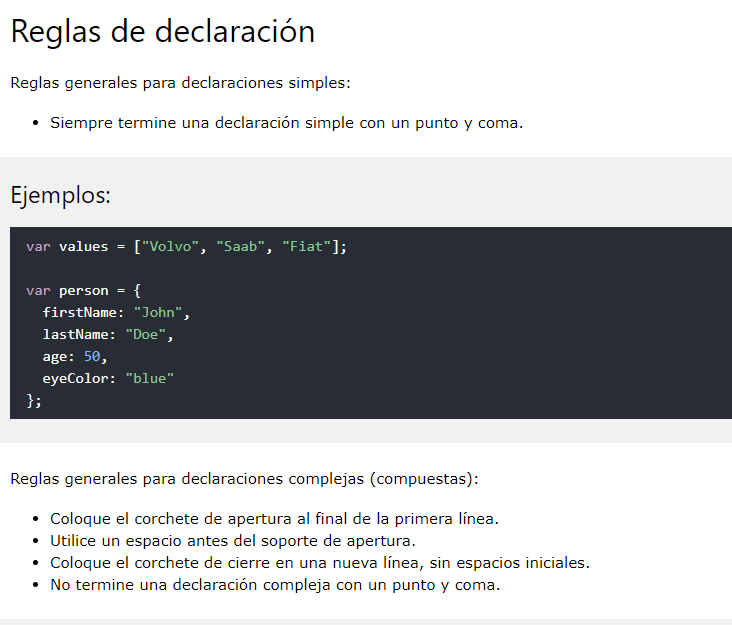 Reglas de declaración
Reglas generales para declaraciones simples:
• Siempre termine una declaración simple con un punto y coma.
Ejemplos:
var values = ["Volvo", "Saab", "Fiat"];
var person = {
  firstName: "John",
  lastName: "Doe",
  age: 50,
  eyeColor: "blue"
};
Reglas generales para declaraciones complejas (compuestas):
• Coloque el corchete de apertura al final de la primera línea.
• Utilice un espacio antes del soporte de apertura.
• Coloque el corchete de cierre en una nueva línea, sin espacios iniciales.
• No termine una declaración compleja con un punto y coma.